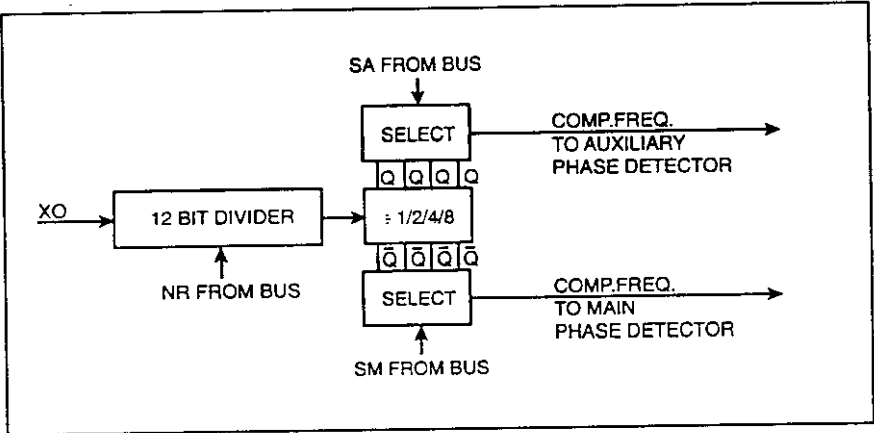 SA FROM BUS
SELECT
COMP.FREQ.
TO AUXILIARY
PHASE DETECTOR
Q Q Q Q
XO
12 BIT DIVIDER
÷ 1/2/4/8
Q̄ Q̄ Q̄ Q̄
NR FROM BUS
SELECT
COMP.FREQ.
TO MAIN
PHASE DETECTOR
SM FROM BUS